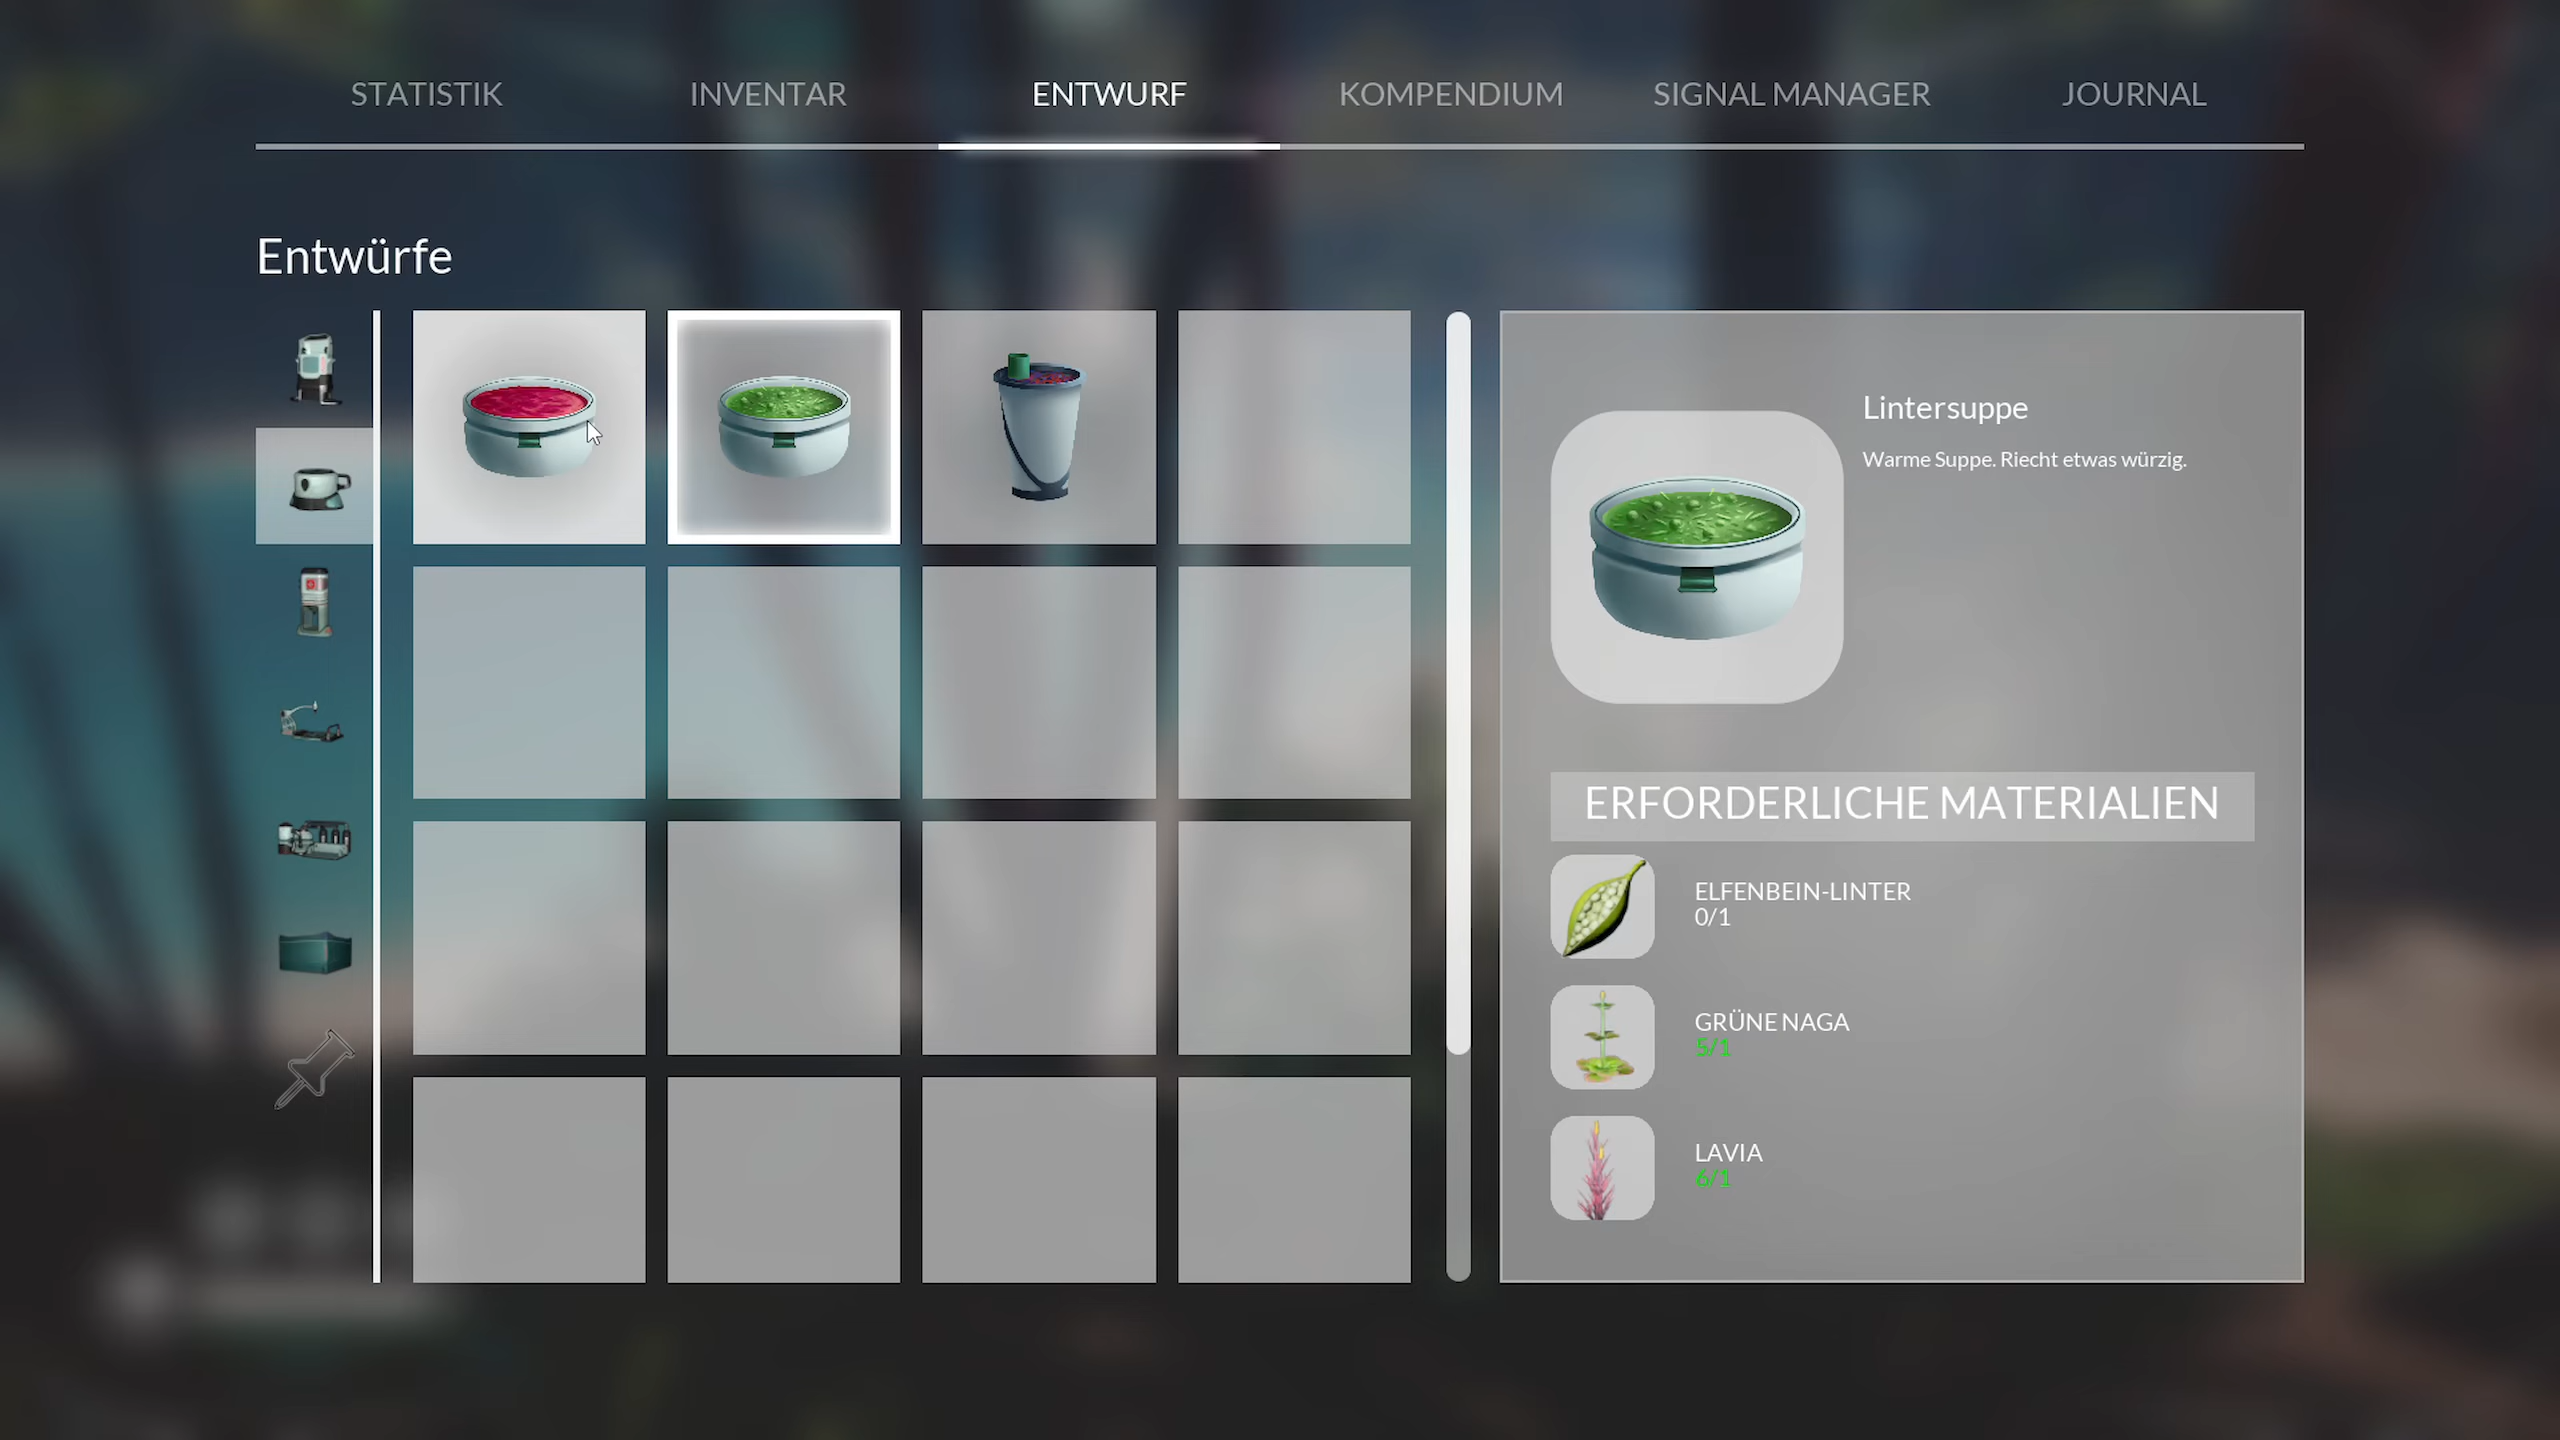 STATISTIK
INVENTAR
ENTWURF
KOMPENDIUM
SIGNAL MANAGER
JOURNAL
Entwürfe
Lintersuppe
Warme Suppe. Riecht etwas würzig.
ERFORDERLICHE MATERIALIEN
ELFENBEIN-LINTER
0/1
GRÜNE NAGA
5/1
LAVIA
6/1